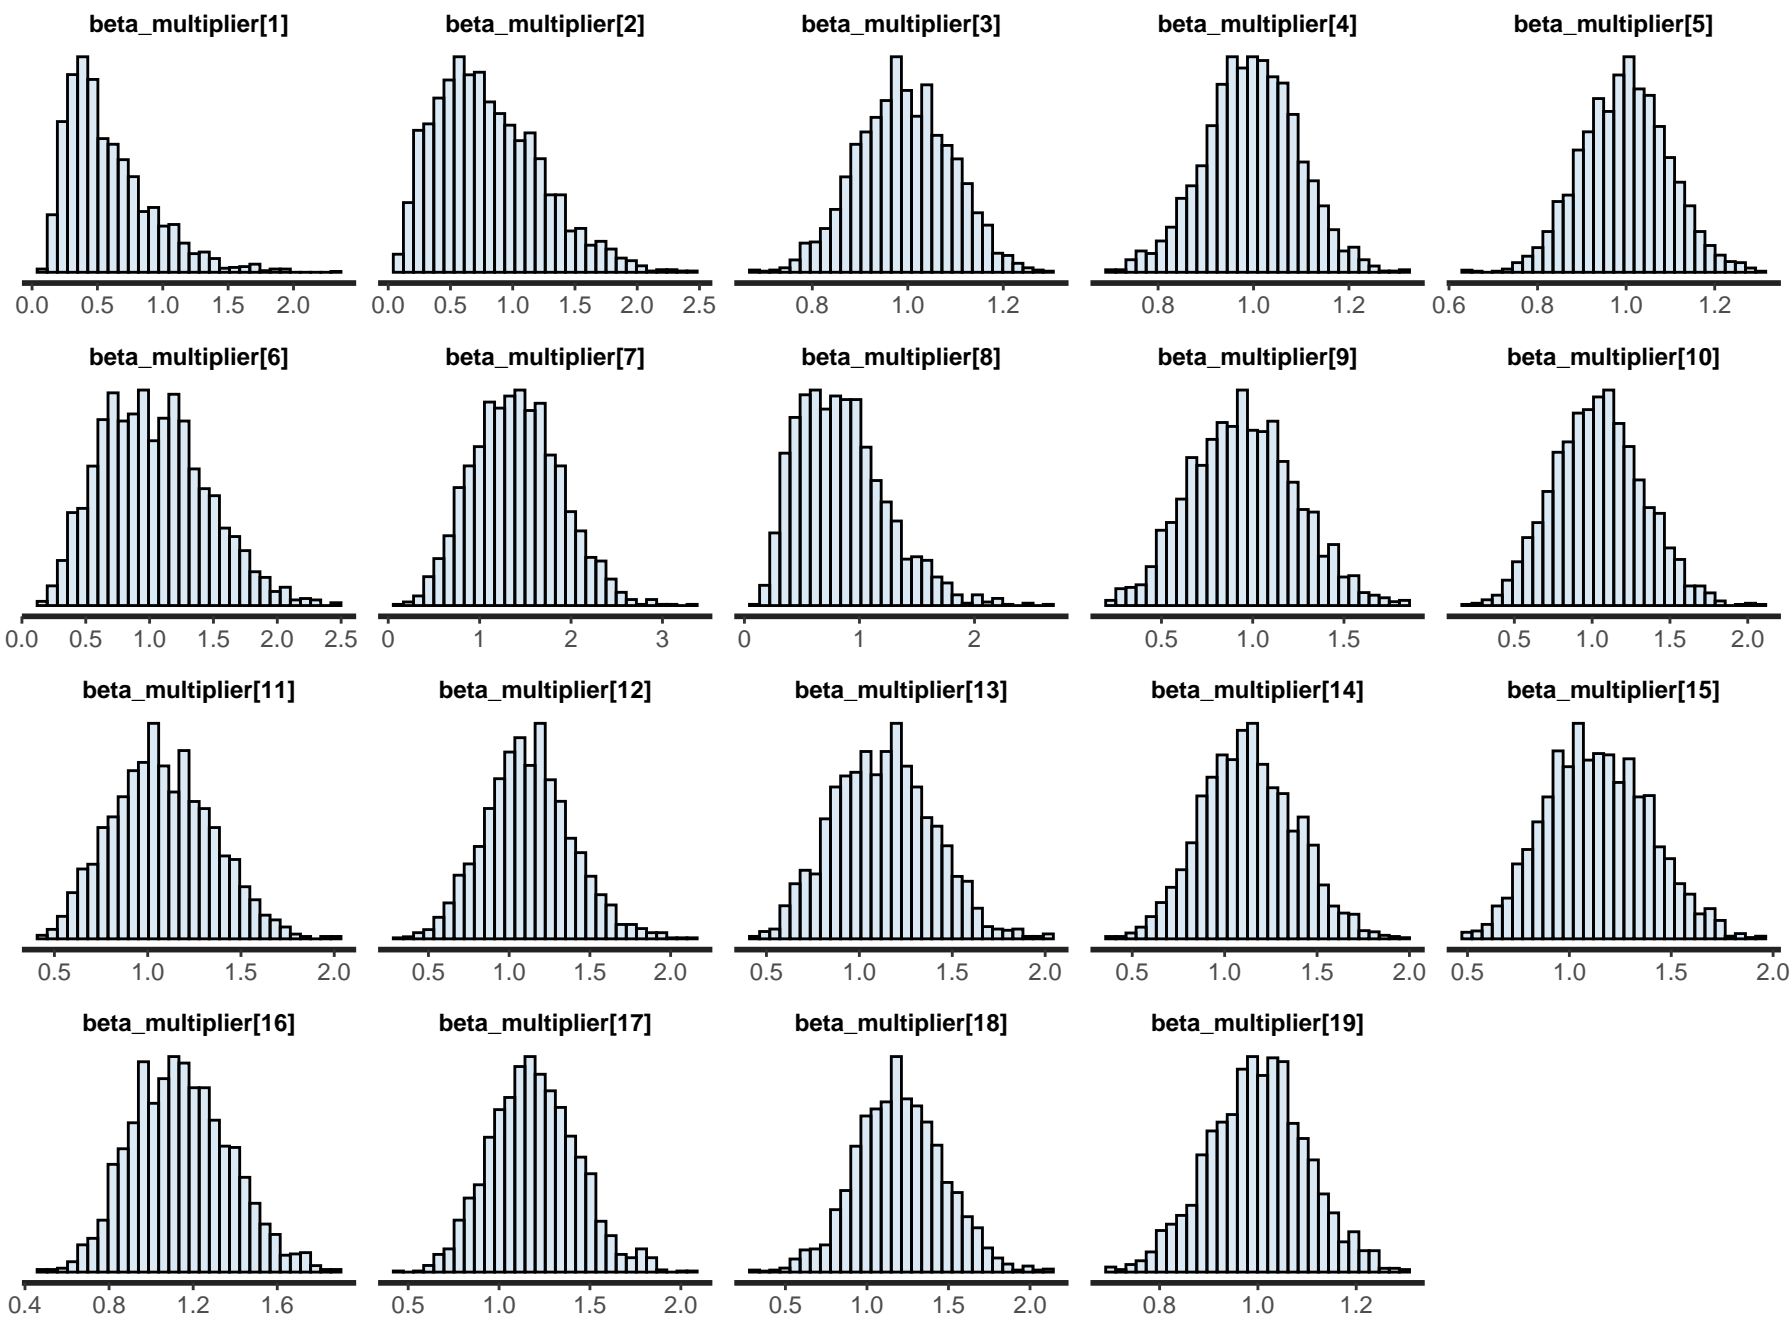 beta_multiplier[1] beta_multiplier[2] beta_multiplier[3] beta_multiplier[4] beta_multiplier[5]
0.0 0.5 1.0 1.5 2.0 0.0 0.5 1.0 1.5 2.0 2.5 0.8 1.0 1.2 0.8 1.0 1.2 0.6 0.8 1.0 1.2
beta_multiplier[6] beta_multiplier[7] beta_multiplier[8] beta_multiplier[9] beta_multiplier[10]
0.0 0.5 1.0 1.5 2.0 2.5 0 1 2 3 0 1 2 0.5 1.0 1.5 0.5 1.0 1.5 2.0
beta_multiplier[11] beta_multiplier[12] beta_multiplier[13] beta_multiplier[14] beta_multiplier[15]
0.5 1.0 1.5 2.0 0.5 1.0 1.5 2.0 0.5 1.0 1.5 2.0 0.5 1.0 1.5 2.0 0.5 1.0 1.5 2.0
beta_multiplier[16] beta_multiplier[17] beta_multiplier[18] beta_multiplier[19]
0.4 0.8 1.2 1.6 0.5 1.0 1.5 2.0 0.5 1.0 1.5 2.0 0.8 1.0 1.2